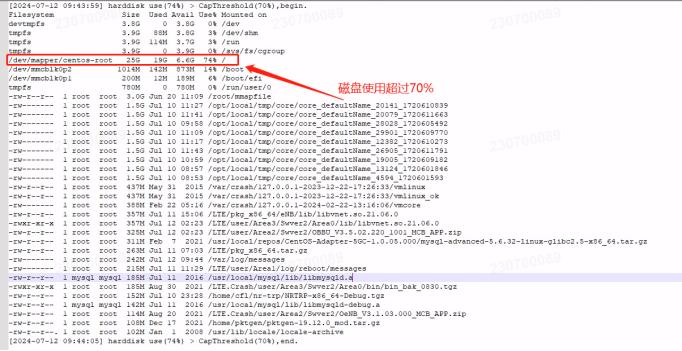 [2024-07-12 09:43:59] harddisk use(74%) > CapThreshold(70%),begin.
Filesystem Size Used Avail Use% Mounted on
devtmpfs 3.8G 0 3.8G 0% /dev
tmpfs 3.9G 88M 3.8G 3% /dev/shm
tmpfs 3.9G 114M 3.7G 3% /run
tmpfs 3.9G 0 3.9G 0% /sys/fs/cgroup
/dev/mapper/centos-root 25G 19G 6.6G 74% /
/dev/mmcblk0p2 1014M 142M 873M 14% /boot
/dev/mmcblk0p1 200M 12M 189M 6% /boot/efi
tmpfs 780M 0 780M 0% /run/user/0
磁盘使用超过70%
-rw-r--r-- 1 root root 3.0G Jun 20 11:09 /root/mmapfile
-rw------- 1 root root 1.5G Jul 10 11:27 /opt/local/tmp/core/core_defaultName_20141_1720610839
-rw------- 1 root root 1.5G Jul 10 11:41 /opt/local/tmp/core/core_defaultName_20079_1720611663
-rw------- 1 root root 1.5G Jul 10 09:58 /opt/local/tmp/core/core_defaultName_28028_1720605492
-rw------- 1 root root 1.5G Jul 10 11:09 /opt/local/tmp/core/core_defaultName_29901_1720609770
-rw------- 1 root root 1.5G Jul 10 11:17 /opt/local/tmp/core/core_defaultName_12382_1720610273
-rw------- 1 root root 1.5G Jul 10 11:43 /opt/local/tmp/core/core_defaultName_26905_1720611791
-rw------- 1 root root 1.5G Jul 10 10:59 /opt/local/tmp/core/core_defaultName_19005_1720609182
-rw------- 1 root root 1.5G Jul 10 08:57 /opt/local/tmp/core/core_defaultName_13124_1720601846
-rw------- 1 root root 1.5G Jul 10 08:53 /opt/local/tmp/core/core_defaultName_4594_1720601593
-rw-r--r-- 1 root root 437M May 31 2015 /var/crash/127.0.0.1-2023-12-22-17:26:33/vmlinux
-rw-r--r-- 1 root root 437M May 31 2015 /var/crash/127.0.0.1-2023-12-22-17:26:33/vmlinux_ok
-rw------- 1 root root 388M Feb 22 05:16 /var/crash/127.0.0.1-2024-02-22-13:16:06/vmcore
-rw-r--r-- 1 root root 357M Jul 11 15:06 /LTE/pkg_x86_64/eNB/lib/libvnet.so.21.06.0
-rwxr-xr-x 1 root root 357M Jul 12 02:23 /LTE/user/Area3/Swver2/Area0/lib/libvnet.so.21.06.0
-rw-r--r-- 1 root root 325M Jul 12 02:23 /LTE/user/Area3/Swver2/OBBU_V3.5.02.220_1001_MCB_APP.zip
-rw-r--r-- 1 root root 311M Feb 7 2021 /usr/local/repos/CentOS-Adapter-5GC-1.0.05.000/mysql-advanced-5.6.32-linux-glibc2.5-x86_64.tar.gz
-rw-r--r-- 1 root root 263M Jul 11 07:03 /LTE/pkg_x86_64.tar.gz
-rw------- 1 root root 242M Jul 12 09:44 /var/log/messages
-rw------- 1 root root 215M Jul 11 11:29 /LTE/user/Area1/log/reboot/messages
-rw-r--r-- 1 mysql mysql 185M Jul 11 2016 /usr/local/mysql/lib/libmysqld.a
-rwxr-xr-x 1 root root 185M Aug 30 2021 /LTE.Crash/user/Area3/Swver2/Area0/bin/bin_bak_0830.tgz
-rw-r--r-- 1 root root 152M Jul 10 23:28 /home/cfl/nr-trp/NRTRP-x86_64-Debug.tgz
-rw-r--r-- 1 mysql mysql 142M Jul 11 2016 /usr/local/mysql/lib/libmysqld-debug.a
-rw-r--r-- 1 root root 114M Aug 20 2021 /LTE.Crash/user/Area2/Swver2/OeNB_V3.1.03.000_MCB_APP.zip
-rw-r--r-- 1 root root 108M Dec 17 2021 /home/pktgen/pktgen-19.12.0_mod.tar.gz
-rw-r--r--. 1 root root 102M Jan 1 2008 /usr/lib/locale/locale-archive
[2024-07-12 09:44:05] harddisk use(74%) > CapThreshold(70%),end.